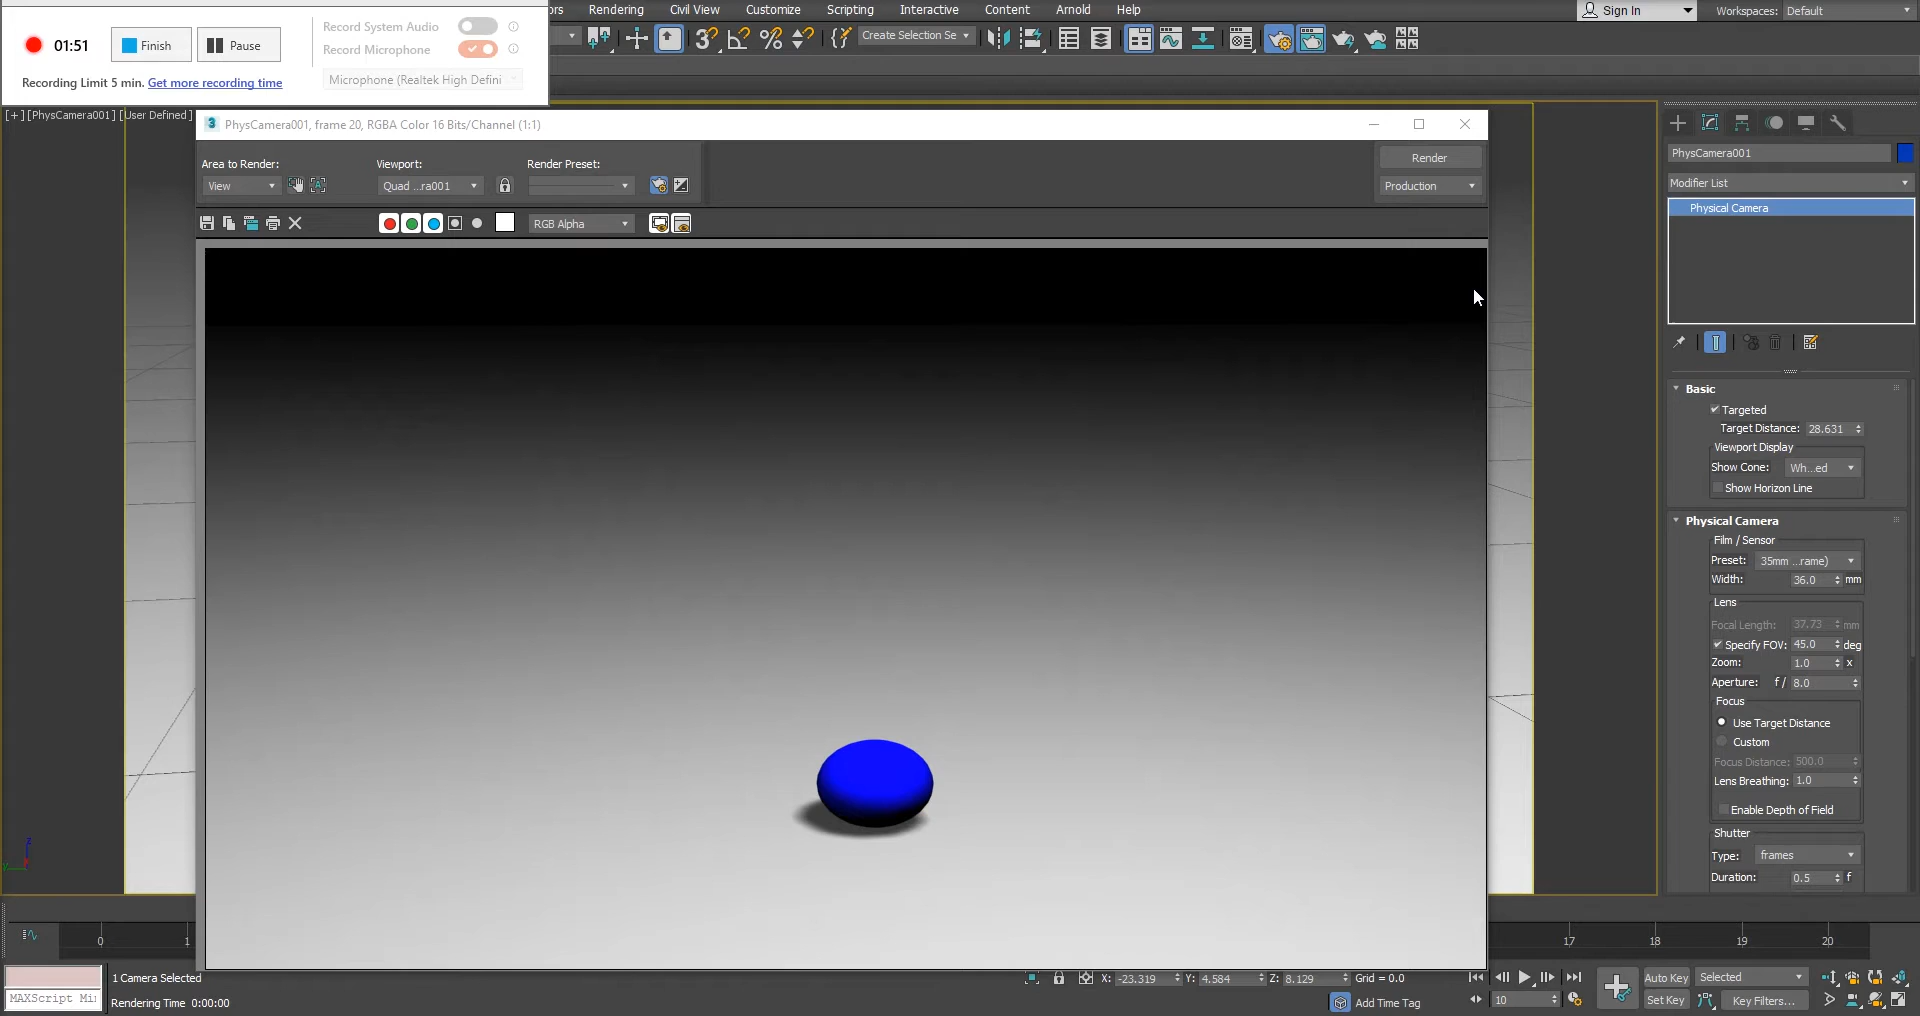 01:51
Finish
Pause
Record System Audio
Record Microphone
Microphone (Realtek High Defini
Recording Limit 5 min. Get more recording time
Rendering Civil View Customize Scripting Interactive Content Arnold Help
Create Selection Se
Sign In
Workspaces: Default
[+] [PhysCamera001] [User Defined]
3 PhysCamera001, frame 20, RGBA Color 16 Bits/Channel (1:1)
Area to Render:
View
Viewport:
Quad ...ra001
Render Preset:
Render
Production
RGB Alpha
PhysCamera001
Modifier List
Physical Camera
Basic
Targeted
Target Distance: 28.631
Viewport Display
Show Cone: Wh...ed
Show Horizon Line
Physical Camera
Film / Sensor
Preset: 35mm ...rame)
Width: 36.0 mm
Lens
Focal Length: 37.73 mm
Specify FOV: 45.0 deg
Zoom: 1.0 x
Aperture: f / 8.0
Focus
Use Target Distance
Custom
Focus Distance: 500.0
Lens Breathing: 1.0
Enable Depth of Field
Shutter
Type: frames
Duration: 0.5 f
0 1 17 18 19 20
1 Camera Selected
X: -23.319 Y: 4.584 Z: 8.129 Grid = 0.0
Auto Key Selected
MAXScript Mi
Rendering Time 0:00:00
Add Time Tag
10
Set Key Key Filters...